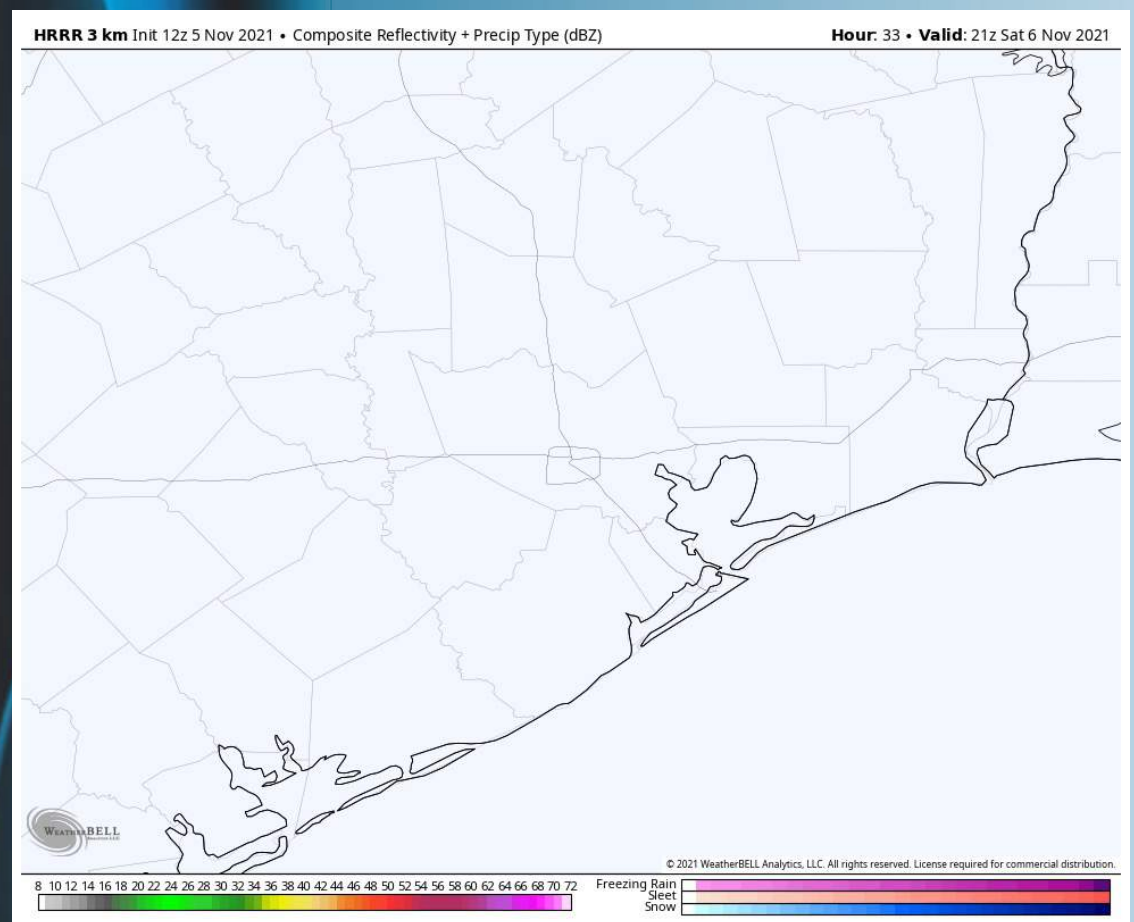 HRRR 3 km Init 12z 5 Nov 2021 • Composite Reflectivity + Precip Type (dBZ) Hour: 33 • Valid: 21z Sat 6 Nov 2021
WEATHERBELL
© 2021 WeatherBELL Analytics, LLC. All rights reserved. License required for commercial distribution.
8 10 12 14 16 18 20 22 24 26 28 30 32 34 36 38 40 42 44 46 48 50 52 54 56 58 60 62 64 66 68 70 72
Freezing Rain
Sleet
Snow